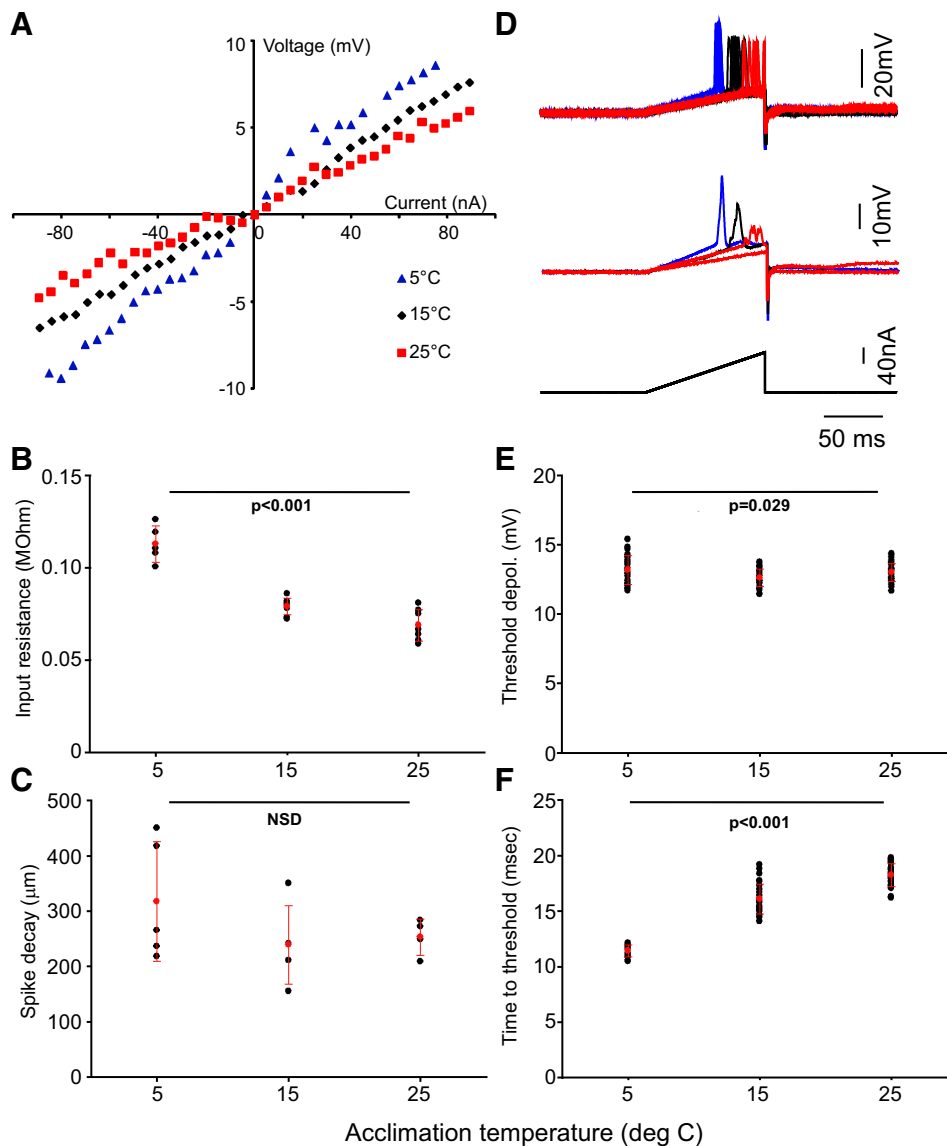 A
Voltage (mV)
10
5
Current (nA)
-80
-40
0
40
80
-5
-10
5°C
15°C
25°C
D
20mV
10mV
40nA
50 ms
B
Input resistance (MOhm)
0.15
0.10
0.05
0
p<0.001
5
15
25
E
Threshold depol. (mV)
20
15
10
5
0
p=0.029
5
15
25
C
Spike decay (μm)
500
400
300
200
100
0
NSD
5
15
25
F
Time to threshold (msec)
25
20
15
10
5
0
p<0.001
5
15
25
Acclimation temperature (deg C)